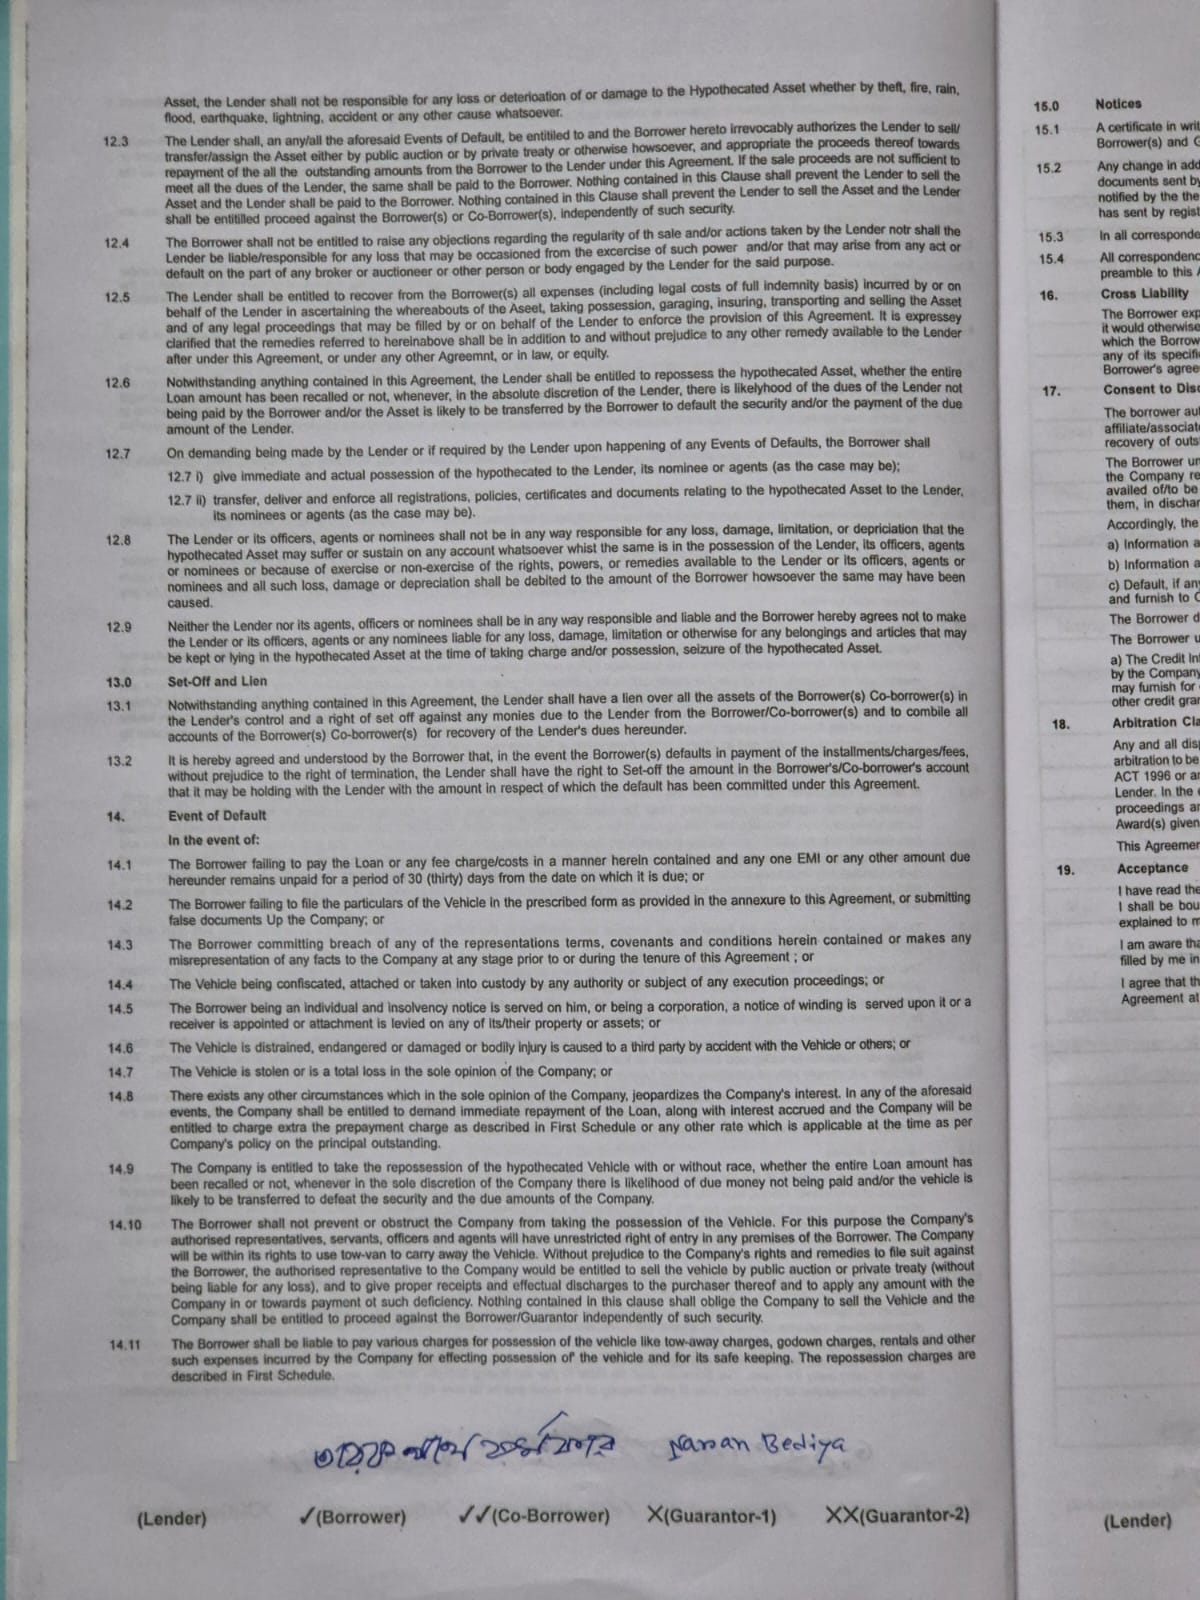 Asset, the Lender shall not be responsible for any loss or deterioation of or damage to the Hypothecated Asset whether by theft, fire, rain,
flood, earthquake, lightning, accident or any other cause whatsoever.
12.3 The Lender shall, an any/all the aforesaid Events of Default, be entitiled to and the Borrower hereto irrevocably authorizes the Lender to sell/
transfer/assign the Asset either by public auction or by private treaty or otherwise howsoever, and appropriate the proceeds thereof towards
repayment of the all the outstanding amounts from the Borrower to the Lender under this Agreement. If the sale proceeds are not sufficient to
meet all the dues of the Lender, the same shall be paid to the Borrower. Nothing contained in this Clause shall prevent the Lender to sell the
Asset and the Lender shall be paid to the Borrower. Nothing contained in this Clause shall prevent the Lender to sell the Asset and the Lender
shall be entitilled proceed against the Borrower(s) or Co-Borrower(s), independently of such security.
12.4 The Borrower shall not be entitled to raise any objections regarding the regularity of th sale and/or actions taken by the Lender notr shall the
Lender be liable/responsible for any loss that may be occasioned from the excercise of such power and/or that may arise from any act or
default on the part of any broker or auctioneer or other person or body engaged by the Lender for the said purpose.
12.5 The Lender shall be entitled to recover from the Borrower(s) all expenses (including legal costs of full indemnity basis) incurred by or on
behalf of the Lender in ascertaining the whereabouts of the Aseet, taking possession, garaging, insuring, transporting and selling the Asset
and of any legal proceedings that may be filled by or on behalf of the Lender to enforce the provision of this Agreement. It is expressey
clarified that the remedies referred to hereinabove shall be in addition to and without prejudice to any other remedy available to the Lender
after under this Agreement, or under any other Agreemnt, or in law, or equity.
12.6 Notwithstanding anything contained in this Agreement, the Lender shall be entitled to repossess the hypothecated Asset, whether the entire
Loan amount has been recalled or not, whenever, in the absolute discretion of the Lender, there is likelyhood of the dues of the Lender not
being paid by the Borrower and/or the Asset is likely to be transferred by the Borrower to default the security and/or the payment of the due
amount of the Lender.
12.7 On demanding being made by the Lender or if required by the Lender upon happening of any Events of Defaults, the Borrower shall
12.7 i) give immediate and actual possession of the hypothecated to the Lender, its nominee or agents (as the case may be);
12.7 ii) transfer, deliver and enforce all registrations, policies, certificates and documents relating to the hypothecated Asset to the Lender,
its nominees or agents (as the case may be).
12.8 The Lender or its officers, agents or nominees shall not be in any way responsible for any loss, damage, limitation, or depriciation that the
hypothecated Asset may suffer or sustain on any account whatsoever whist the same is in the possession of the Lender, its officers, agents
or nominees or because of exercise or non-exercise of the rights, powers, or remedies available to the Lender or its officers, agents or
nominees and all such loss, damage or depreciation shall be debited to the amount of the Borrower howsoever the same may have been
caused.
12.9 Neither the Lender nor its agents, officers or nominees shall be in any way responsible and liable and the Borrower hereby agrees not to make
the Lender or its officers, agents or any nominees liable for any loss, damage, limitation or otherwise for any belongings and articles that may
be kept or lying in the hypothecated Asset at the time of taking charge and/or possession, seizure of the hypothecated Asset.
13.0 Set-Off and Lien
13.1 Notwithstanding anything contained in this Agreement, the Lender shall have a lien over all the assets of the Borrower(s) Co-borrower(s) in
the Lender's control and a right of set off against any monies due to the Lender from the Borrower/Co-borrower(s) and to combile all
accounts of the Borrower(s) Co-borrower(s) for recovery of the Lender's dues hereunder.
13.2 It is hereby agreed and understood by the Borrower that, in the event the Borrower(s) defaults in payment of the installments/charges/fees,
without prejudice to the right of termination, the Lender shall have the right to Set-off the amount in the Borrower's/Co-borrower's account
that it may be holding with the Lender with the amount in respect of which the default has been committed under this Agreement.
14. Event of Default
In the event of:
14.1 The Borrower failing to pay the Loan or any fee charge/costs in a manner herein contained and any one EMI or any other amount due
hereunder remains unpaid for a period of 30 (thirty) days from the date on which it is due; or
14.2 The Borrower failing to file the particulars of the Vehicle in the prescribed form as provided in the annexure to this Agreement, or submitting
false documents Up the Company; or
14.3 The Borrower committing breach of any of the representations terms, covenants and conditions herein contained or makes any
misrepresentation of any facts to the Company at any stage prior to or during the tenure of this Agreement ; or
14.4 The Vehicle being confiscated, attached or taken into custody by any authority or subject of any execution proceedings; or
14.5 The Borrower being an individual and insolvency notice is served on him, or being a corporation, a notice of winding is served upon it or a
receiver is appointed or attachment is levied on any of its/their property or assets; or
14.6 The Vehicle is distrained, endangered or damaged or bodily injury is caused to a third party by accident with the Vehicle or others; or
14.7 The Vehicle is stolen or is a total loss in the sole opinion of the Company; or
14.8 There exists any other circumstances which in the sole opinion of the Company, jeopardizes the Company's interest. In any of the aforesaid
events, the Company shall be entitled to demand immediate repayment of the Loan, along with interest accrued and the Company will be
entitled to charge extra the prepayment charge as described in First Schedule or any other rate which is applicable at the time as per
Company's policy on the principal outstanding.
14.9 The Company is entitled to take the repossession of the hypothecated Vehicle with or without race, whether the entire Loan amount has
been recalled or not, whenever in the sole discretion of the Company there is likelihood of due money not being paid and/or the vehicle is
likely to be transferred to defeat the security and the due amounts of the Company.
14.10 The Borrower shall not prevent or obstruct the Company from taking the possession of the Vehicle. For this purpose the Company's
authorised representatives, servants, officers and agents will have unrestricted right of entry in any premises of the Borrower. The Company
will be within its rights to use tow-van to carry away the Vehicle. Without prejudice to the Company's rights and remedies to file suit against
the Borrower, the authorised representative to the Company would be entitled to sell the vehicle by public auction or private treaty (without
being liable for any loss), and to give proper receipts and effectual discharges to the purchaser thereof and to apply any amount with the
Company in or towards payment ot such deficiency. Nothing contained in this clause shall oblige the Company to sell the Vehicle and the
Company shall be entitled to proceed against the Borrower/Guarantor independently of such security.
14.11 The Borrower shall be liable to pay various charges for possession of the vehicle like tow-away charges, godown charges, rentals and other
such expenses incurred by the Company for effecting possession of the vehicle and for its safe keeping. The repossession charges are
described in First Schedule.
Bediya
(Lender) ✓(Borrower) ✓✓(Co-Borrower) X(Guarantor-1) XX(Guarantor-2)
15.0 Notices
15.1 A certificate in writ
Borrower(s) and G
15.2 Any change in add
documents sent by
notified by the the
has sent by regist
15.3 In all corresponde
15.4 All correspondenc
preamble to this A
16. Cross Liability
The Borrower exp
it would otherwise
which the Borrow
any of its specifi
Borrower's agree
17. Consent to Disc
The borrower aut
affiliate/associate
recovery of outs
The Borrower un
the Company re
availed of/to be
them, in dischar
Accordingly, the
a) Information a
b) Information a
c) Default, if any
and furnish to C
The Borrower d
The Borrower u
a) The Credit Inf
by the Company
may furnish for
other credit gran
18. Arbitration Cla
Any and all disp
arbitration to be
ACT 1996 or an
Lender. In the
proceedings an
Award(s) given
This Agreemen
19. Acceptance
I have read the
I shall be bou
explained to m
I am aware tha
filled by me in
I agree that th
Agreement at
(Lender)